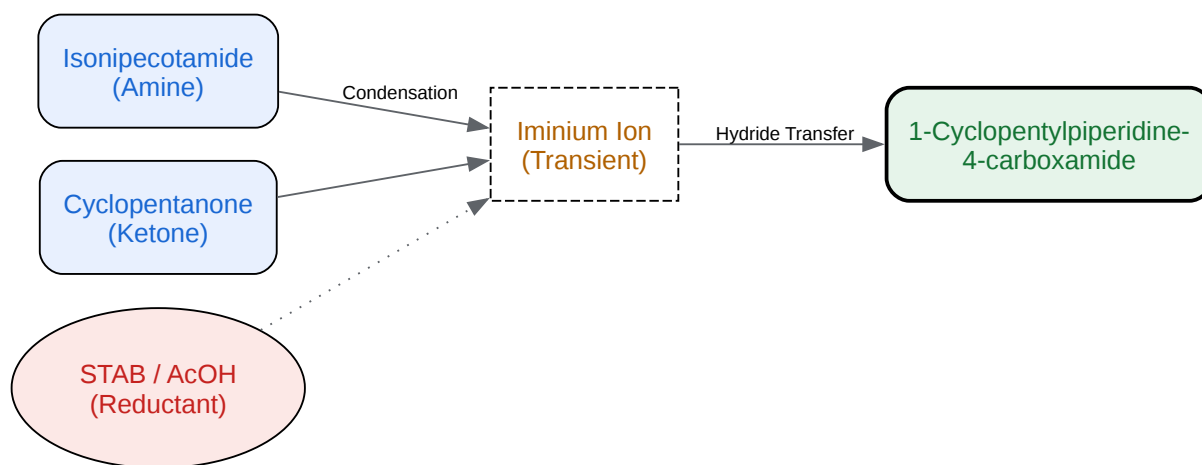 Isonipecotamide
(Amine)
Condensation
Cyclopentanone
(Ketone)
STAB / AcOH
(Reductant)
Iminium Ion
(Transient)
Hydride Transfer
1-Cyclopentylpiperidine-
4-carboxamide